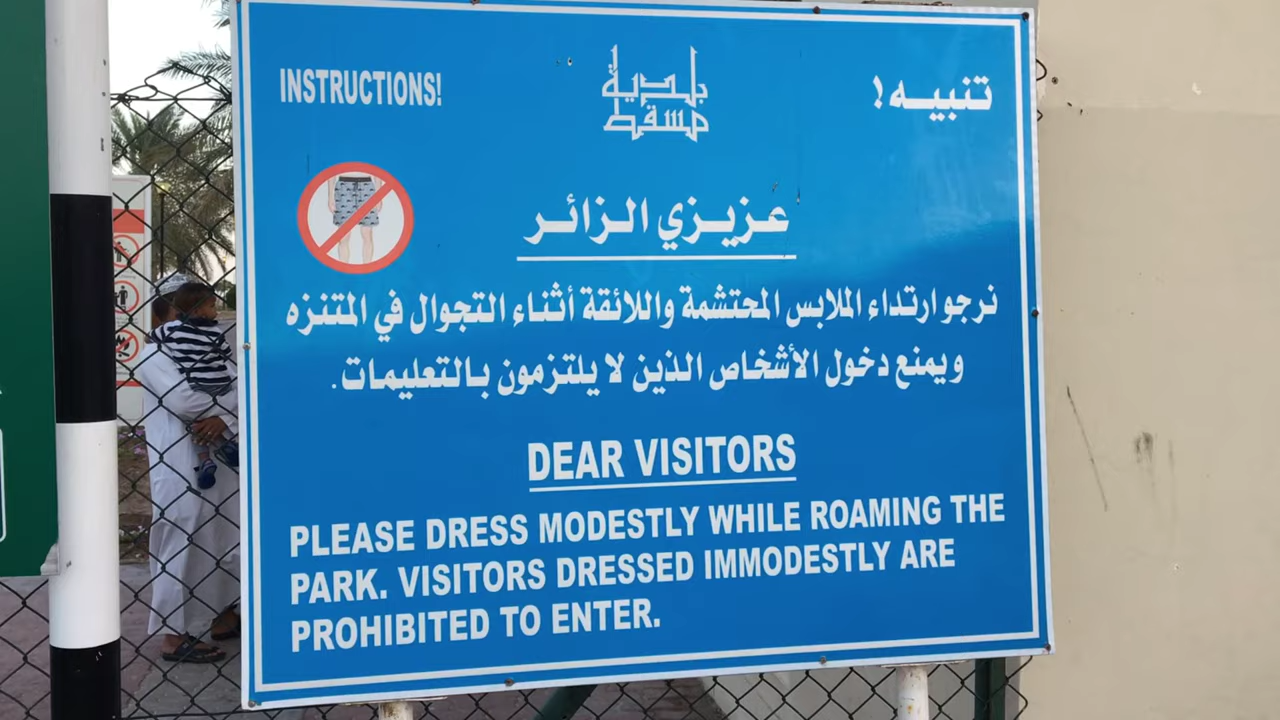 INSTRUCTIONS!
بلدية
مسقط
تنبيه!
عزيزي الزائر
نرجو ارتداء الملابس المحتشمة واللائقة أثناء التجوال في المتنزه
ويمنع دخول الأشخاص الذين لا يلتزمون بالتعليمات.
DEAR VISITORS
PLEASE DRESS MODESTLY WHILE ROAMING THE
PARK. VISITORS DRESSED IMMODESTLY ARE
PROHIBITED TO ENTER.